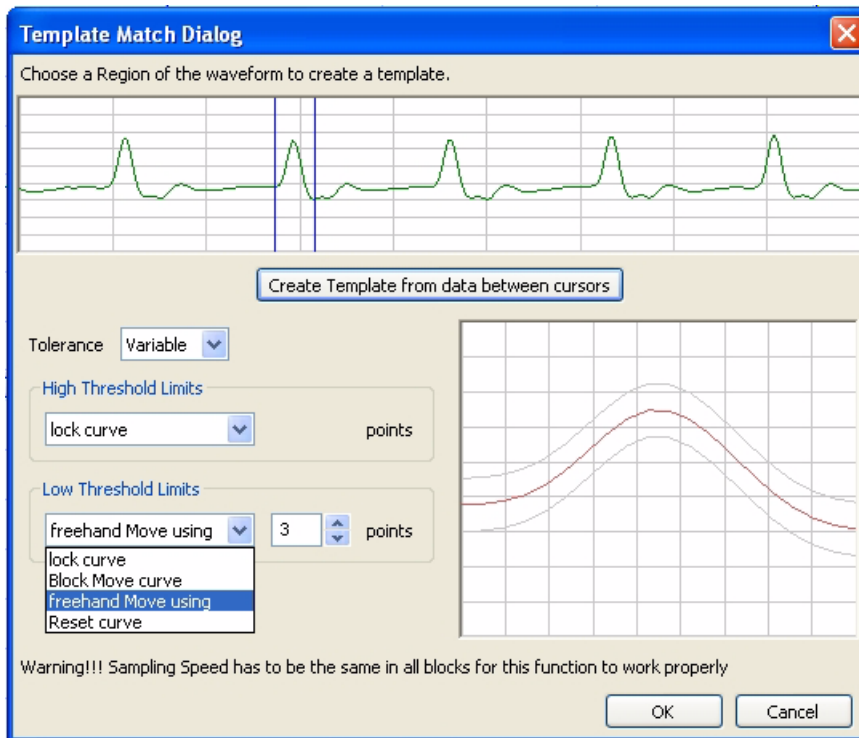 Template Match Dialog
Choose a Region of the waveform to create a template.
Create Template from data between cursors
Tolerance Variable
High Threshold Limits
lock curve points
Low Threshold Limits
freehand Move using 3 points
lock curve
Block Move curve
freehand Move using
Reset curve
Warning!!! Sampling Speed has to be the same in all blocks for this function to work properly
OK Cancel